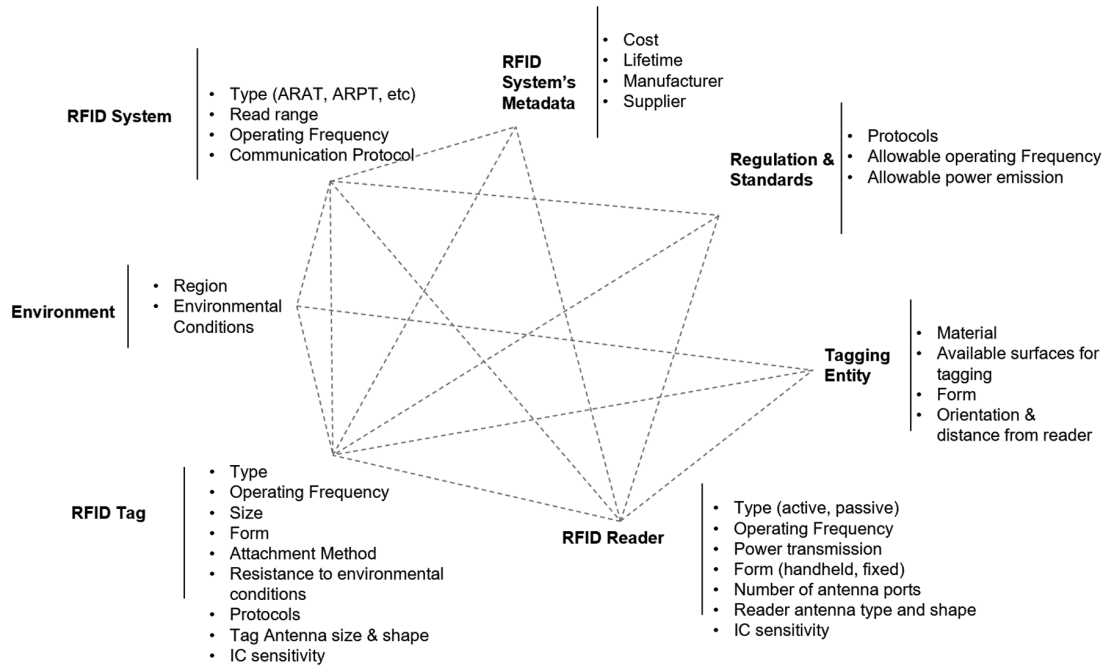 RFID
System's
Metadata
• Cost
• Lifetime
• Manufacturer
• Supplier
RFID System
• Type (ARAT, ARPT, etc)
• Read range
• Operating Frequency
• Communication Protocol
Regulation &
Standards
• Protocols
• Allowable operating Frequency
• Allowable power emission
Environment
• Region
• Environmental
Conditions
Tagging
Entity
• Material
• Available surfaces for
tagging
• Form
• Orientation &
distance from reader
RFID Tag
• Type
• Operating Frequency
• Size
• Form
• Attachment Method
• Resistance to environmental
conditions
• Protocols
• Tag Antenna size & shape
• IC sensitivity
RFID Reader
• Type (active, passive)
• Operating Frequency
• Power transmission
• Form (handheld, fixed)
• Number of antenna ports
• Reader antenna type and shape
• IC sensitivity